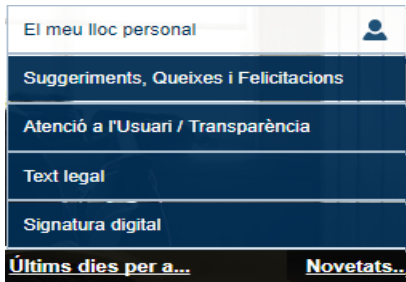 El meu lloc personal
Suggeriments, Queixes i Felicitacions
Atenció a l'Usuari / Transparència
Text legal
Signatura digital
Últims dies per a... Novetats..